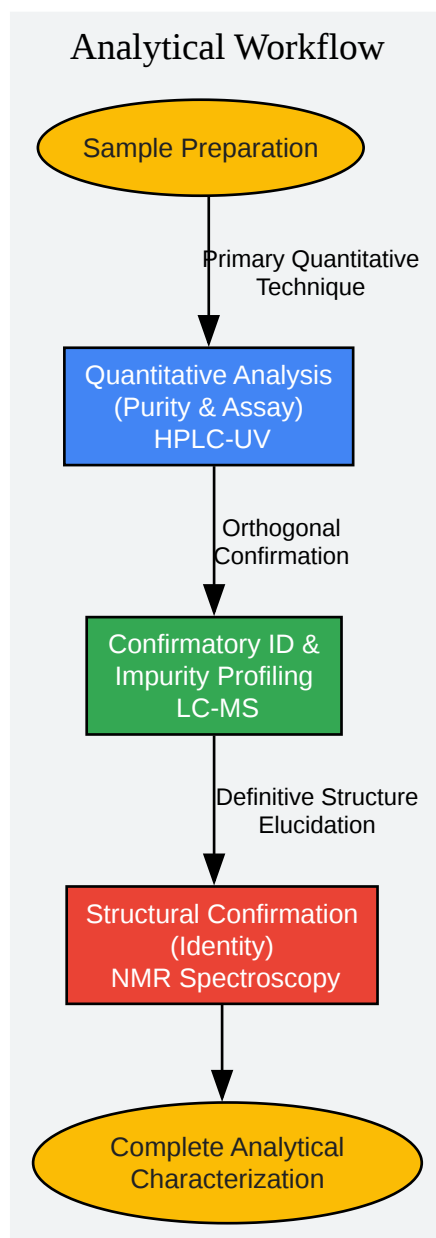 Analytical Workflow
Sample Preparation
Primary Quantitative
Technique
Quantitative Analysis
(Purity & Assay)
HPLC-UV
Orthogonal
Confirmation
Confirmatory ID &
Impurity Profiling
LC-MS
Definitive Structure
Elucidation
Structural Confirmation
(Identity)
NMR Spectroscopy
Complete Analytical
Characterization